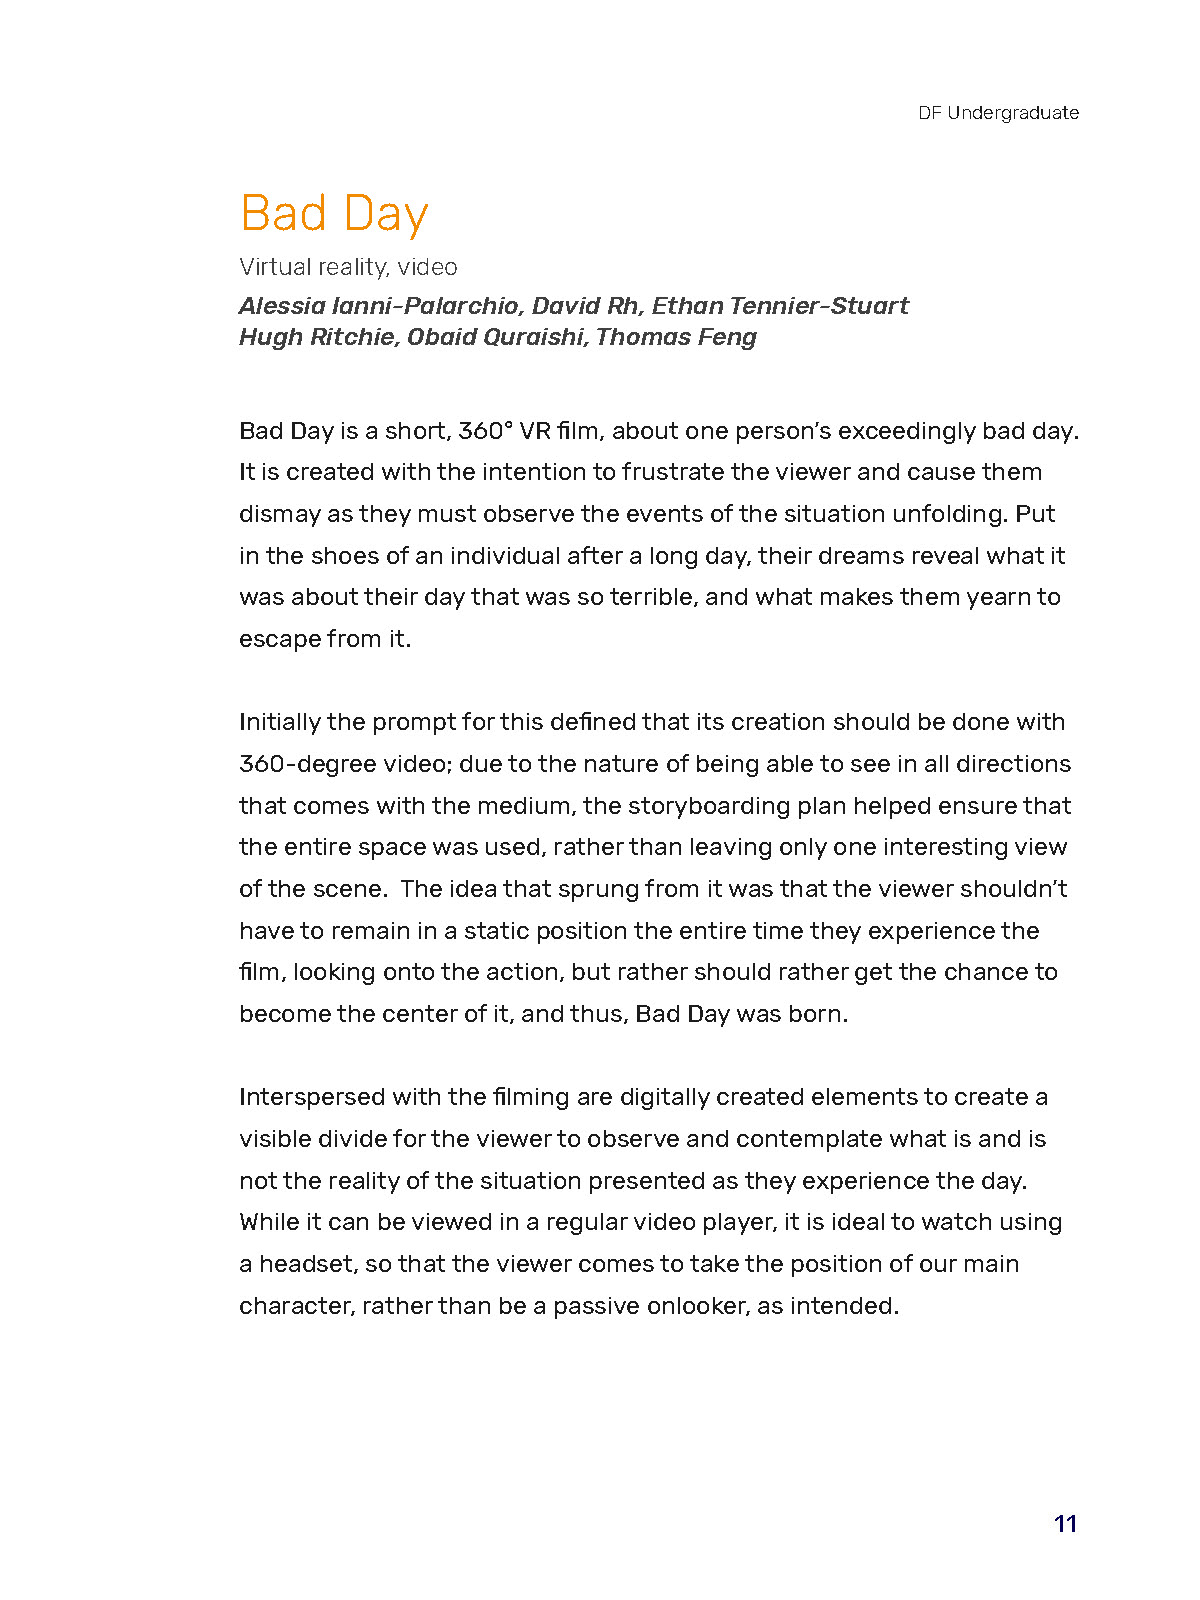 DF Undergraduate
Bad Day
Virtual reality, video
Alessia Ianni-Palarchio, David Rh, Ethan Tennier-Stuart
Hugh Ritchie, Obaid Quraishi, Thomas Feng
Bad Day is a short, 360° VR film, about one person’s exceedingly bad day.
It is created with the intention to frustrate the viewer and cause them
dismay as they must observe the events of the situation unfolding. Put
in the shoes of an individual after a long day, their dreams reveal what it
was about their day that was so terrible, and what makes them yearn to
escape from it.
Initially the prompt for this defined that its creation should be done with
360-degree video; due to the nature of being able to see in all directions
that comes with the medium, the storyboarding plan helped ensure that
the entire space was used, rather than leaving only one interesting view
of the scene.  The idea that sprung from it was that the viewer shouldn’t
have to remain in a static position the entire time they experience the
film, looking onto the action, but rather should rather get the chance to
become the center of it, and thus, Bad Day was born.
Interspersed with the filming are digitally created elements to create a
visible divide for the viewer to observe and contemplate what is and is
not the reality of the situation presented as they experience the day.
While it can be viewed in a regular video player, it is ideal to watch using
a headset, so that the viewer comes to take the position of our main
character, rather than be a passive onlooker, as intended.
11